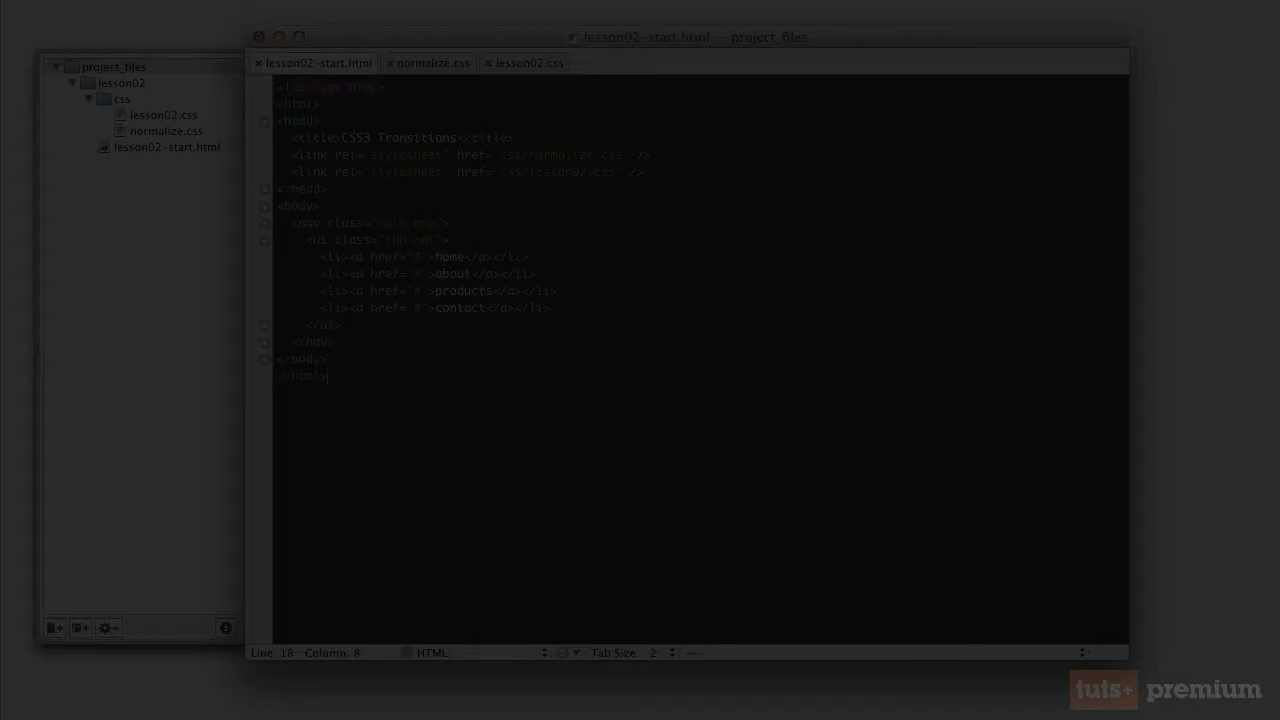 lesson02-start.html — project_files
project_files
lesson02
css
lesson02.css
normalize.css
lesson02-start.html
lesson02-start.html normalize.css lesson02.css
<!doctype html>
<html>
<head>
<title>CSS3 Transitions</title>
<link rel="stylesheet" href="css/normalize.css" />
<link rel="stylesheet" href="css/lesson02.css" />
</head>
<body>
<nav class="main-nav">
<ul class="top-nav">
<li><a href="#">home</a></li>
<li><a href="#">about</a></li>
<li><a href="#">products</a></li>
<li><a href="#">contact</a></li>
</ul>
</nav>
</body>
</html>
Line: 18 Column: 8 HTML Tab Size: 2 —
tuts+ premium